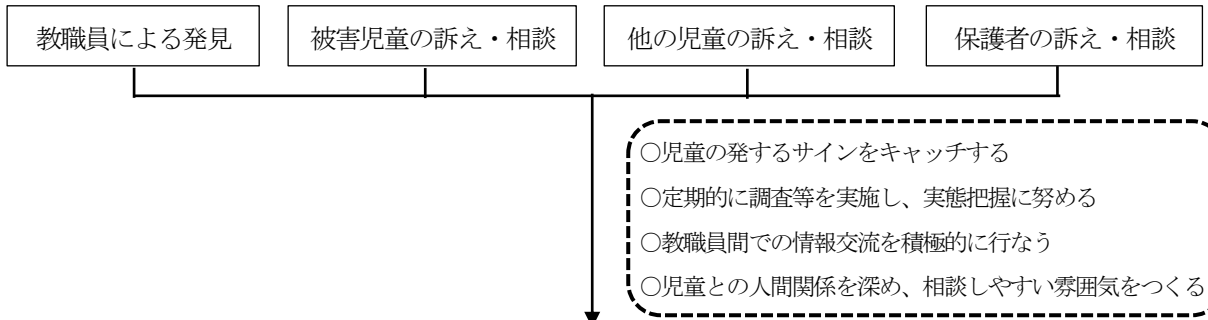 教職員による発見
被害児童の訴え・相談
他の児童の訴え・相談
保護者の訴え・相談
○児童の発するサインをキャッチする
○定期的に調査等を実施し、実態把握に努める
○教職員間での情報交流を積極的に行なう
○児童との人間関係を深め、相談しやすい雰囲気をつくる